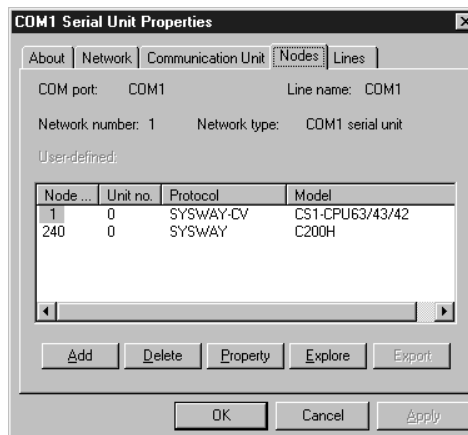 COM1 Serial Unit Properties
About Network Communication Unit Nodes Lines
COM port: COM1 Line name: COM1
Network number: 1 Network type: COM1 serial unit
User-defined:
Node ... Unit no. Protocol Model
1 0 SYSWAY-CV CS1-CPU63/43/42
240 0 SYSWAY C200H
Add Delete Property Explore Export
OK Cancel Apply